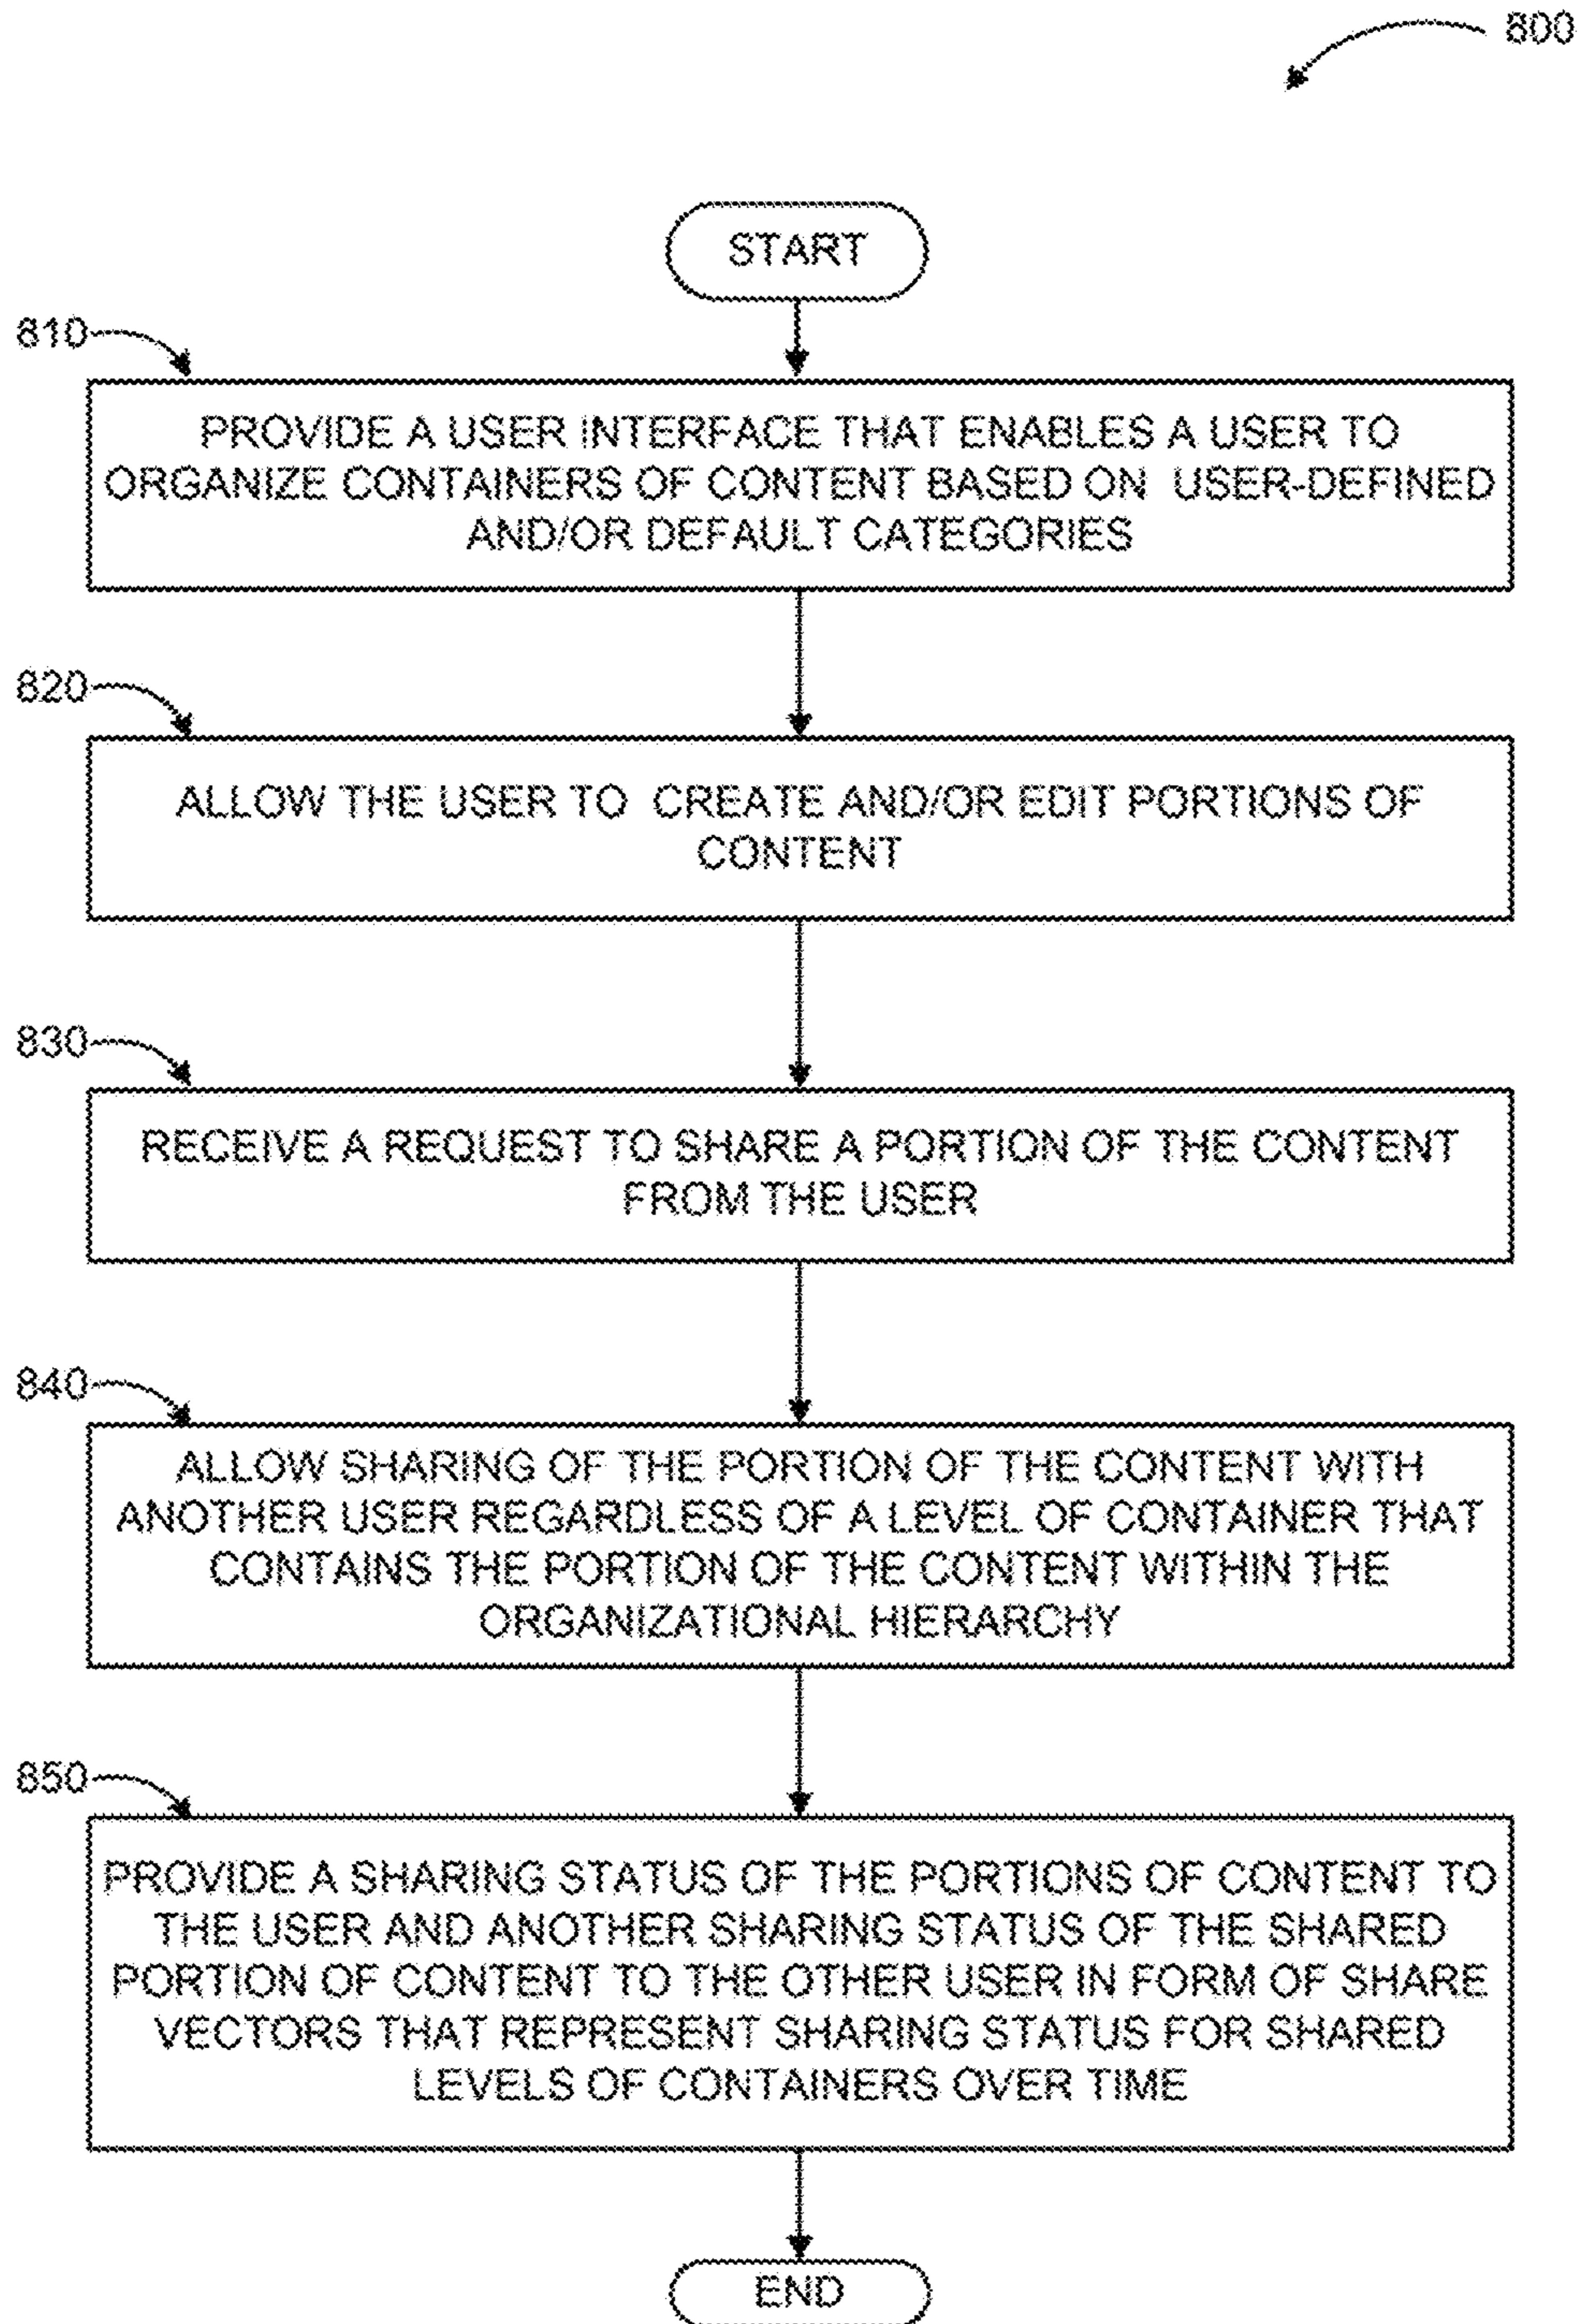 800
START
810
PROVIDE A USER INTERFACE THAT ENABLES A USER TO
ORGANIZE CONTAINERS OF CONTENT BASED ON USER-DEFINED
AND/OR DEFAULT CATEGORIES
820
ALLOW THE USER TO CREATE AND/OR EDIT PORTIONS OF
CONTENT
830
RECEIVE A REQUEST TO SHARE A PORTION OF THE CONTENT
FROM THE USER
840
ALLOW SHARING OF THE PORTION OF THE CONTENT WITH
ANOTHER USER REGARDLESS OF A LEVEL OF CONTAINER THAT
CONTAINS THE PORTION OF THE CONTENT WITHIN THE
ORGANIZATIONAL HIERARCHY
850
PROVIDE A SHARING STATUS OF THE PORTIONS OF CONTENT TO
THE USER AND ANOTHER SHARING STATUS OF THE SHARED
PORTION OF CONTENT TO THE OTHER USER IN FORM OF SHARE
VECTORS THAT REPRESENT SHARING STATUS FOR SHARED
LEVELS OF CONTAINERS OVER TIME
END